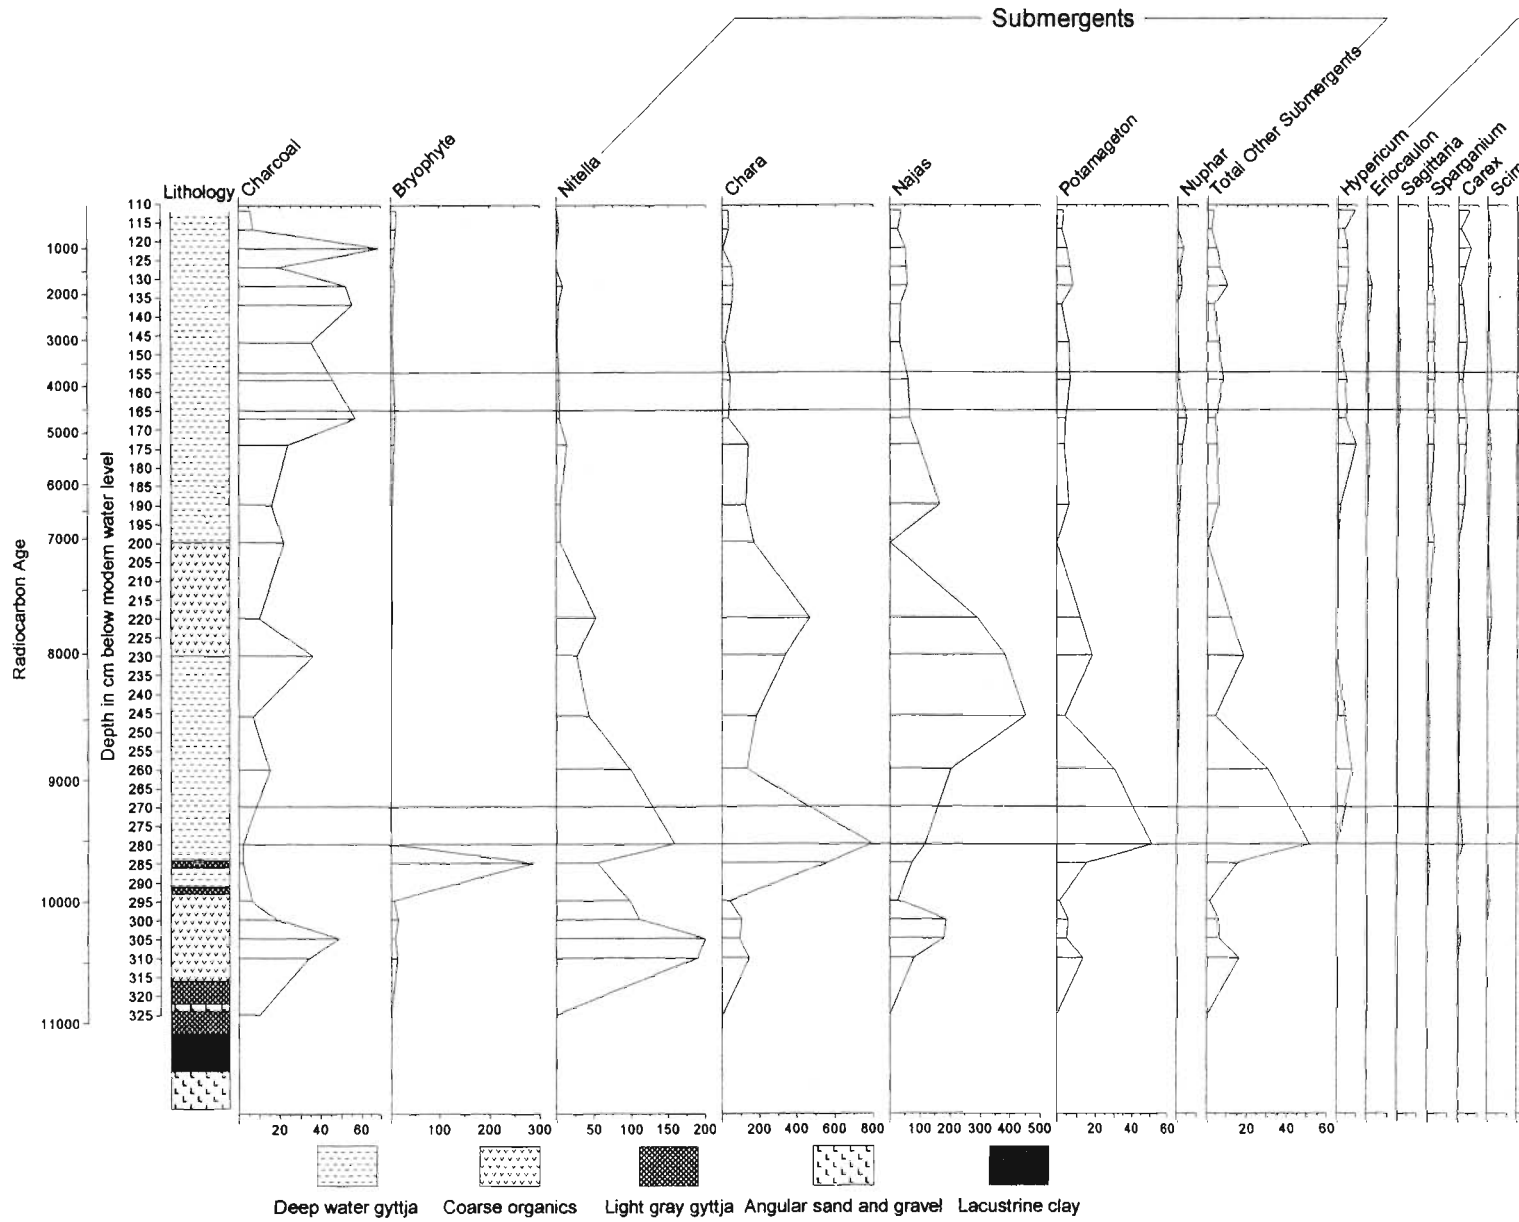 Submergents
Lithology
Charcoal
Bryophyte
Nitella
Chara
Najas
Potamageton
Nuphar
Total Other Submergents
Hypericum
Eriocaulon
Sagittaria
Sparganium
Carex
Scirp
Radiocarbon Age
1000
2000
3000
4000
5000
6000
7000
8000
9000
10000
11000
Depth in cm below modern water level
110
115
120
125
130
135
140
145
150
155
160
165
170
175
180
185
190
195
200
205
210
215
220
225
230
235
240
245
250
255
260
265
270
275
280
285
290
295
300
305
310
315
320
325
20 40 60 100 200 300 50 100 150 200 200 400 600 800 100 200 300 400 500 20 40 60 20 40 60
Deep water gyttja Coarse organics Light gray gyttja Angular sand and gravel Lacustrine clay